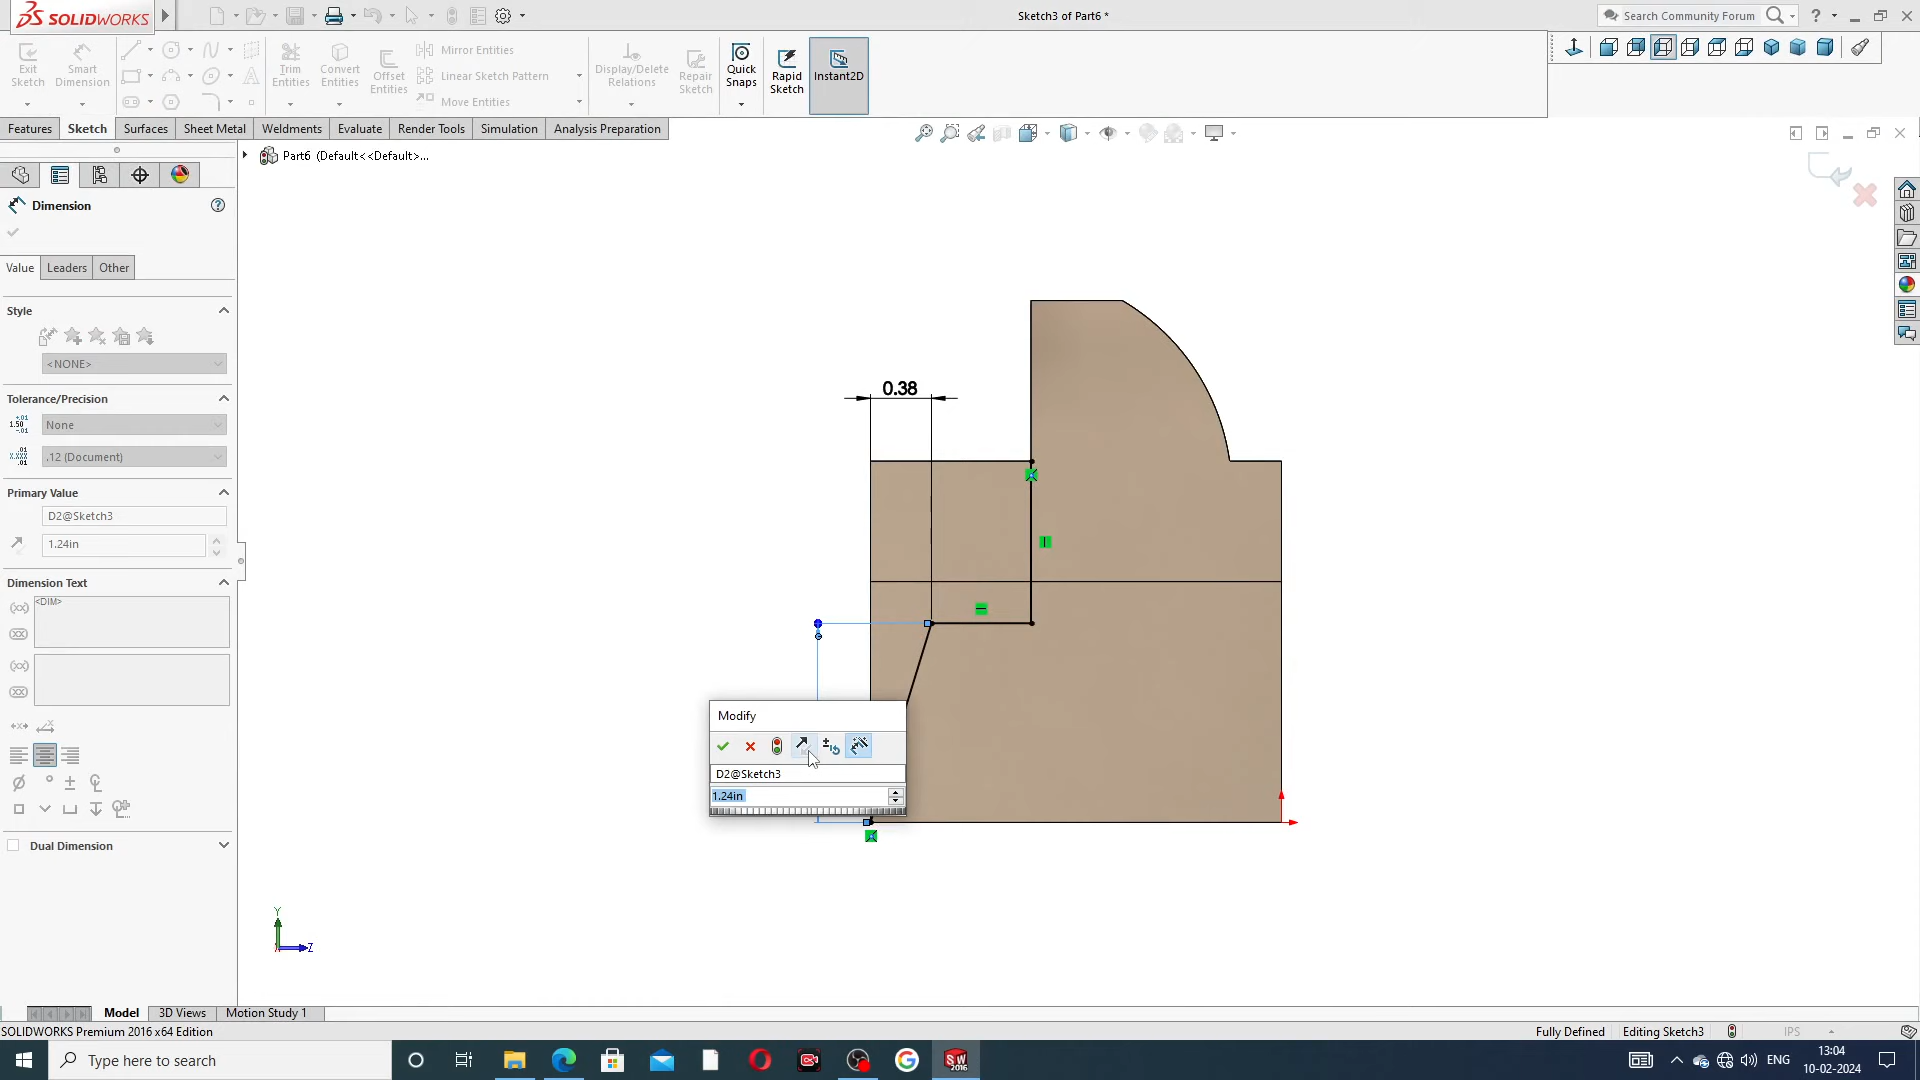 SOLIDWORKS
Sketch3 of Part6 *
Search Community Forum
Exit Sketch
Smart Dimension
Trim Entities
Convert Entities
Offset Entities
Mirror Entities
Linear Sketch Pattern
Move Entities
Display/Delete Relations
Repair Sketch
Quick Snaps
Rapid Sketch
Instant2D
Features
Sketch
Surfaces
Sheet Metal
Weldments
Evaluate
Render Tools
Simulation
Analysis Preparation
Part6 (Default<<Default>...
Dimension
Value
Leaders
Other
Style
<NONE>
Tolerance/Precision
None
.12 (Document)
Primary Value
D2@Sketch3
1.24in
Dimension Text
<DIM>
Dual Dimension
0.38
Modify
D2@Sketch3
1.24in
Y
Z
Model
3D Views
Motion Study 1
SOLIDWORKS Premium 2016 x64 Edition
Fully Defined
Editing Sketch3
IPS
Type here to search
ENG
13:04
10-02-2024